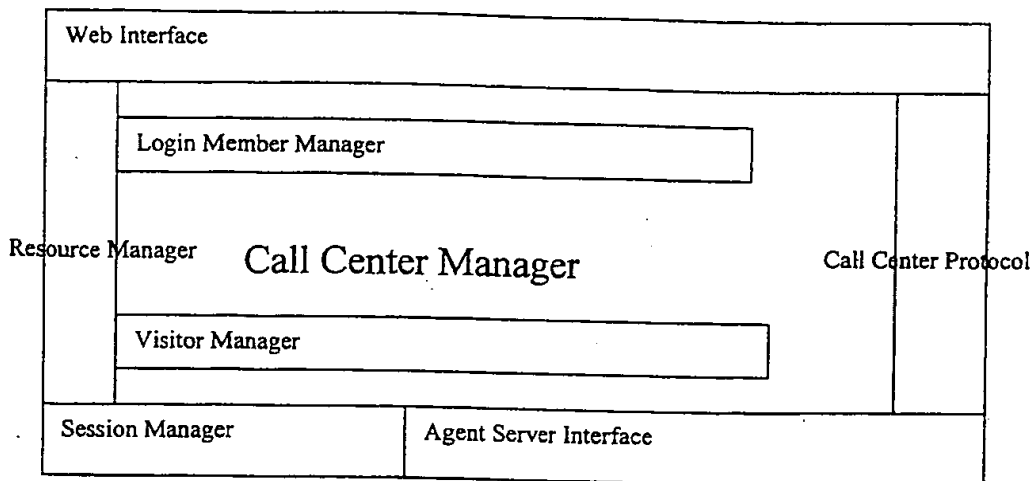 Web Interface
Login Member Manager
Resource Manager
Call Center Manager
Call Center Protocol
Visitor Manager
Session Manager
Agent Server Interface